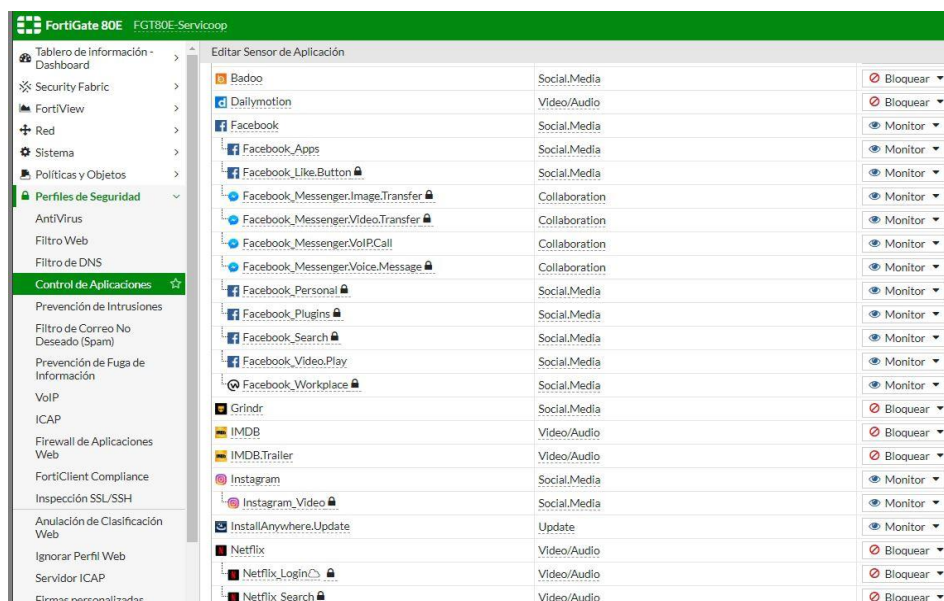 FortiGate 80E FGT80E-Servicoop
Tablero de información -
Dashboard
Security Fabric
FortiView
Red
Sistema
Políticas y Objetos
Perfiles de Seguridad
AntiVirus
Filtro Web
Filtro de DNS
Control de Aplicaciones
Prevención de Intrusiones
Filtro de Correo No
Deseado (Spam)
Prevención de Fuga de
Información
VoIP
ICAP
Firewall de Aplicaciones
Web
FortiClient Compliance
Inspección SSL/SSH
Anulación de Clasificación
Web
Ignorar Perfil Web
Servidor ICAP
Firmas personalizadas
Editar Sensor de Aplicación
Badoo Social.Media Bloquear
Dailymotion Video/Audio Bloquear
Facebook Social.Media Monitor
Facebook_Apps Social.Media Monitor
Facebook_Like.Button Social.Media Monitor
Facebook_Messenger.Image.Transfer Collaboration Monitor
Facebook_Messenger.Video.Transfer Collaboration Monitor
Facebook_Messenger.VoIP.Call Collaboration Monitor
Facebook_Messenger.Voice.Message Collaboration Monitor
Facebook_Personal Social.Media Monitor
Facebook_Plugins Social.Media Monitor
Facebook_Search Social.Media Monitor
Facebook_Video.Play Social.Media Monitor
Facebook_Workplace Social.Media Monitor
Grindr Social.Media Bloquear
IMDB Video/Audio Bloquear
IMDB.Trailer Video/Audio Bloquear
Instagram Social.Media Monitor
Instagram_Video Social.Media Monitor
InstallAnywhere.Update Update Monitor
Netflix Video/Audio Bloquear
Netflix_Login Video/Audio Bloquear
Netflix_Search Video/Audio Bloquear